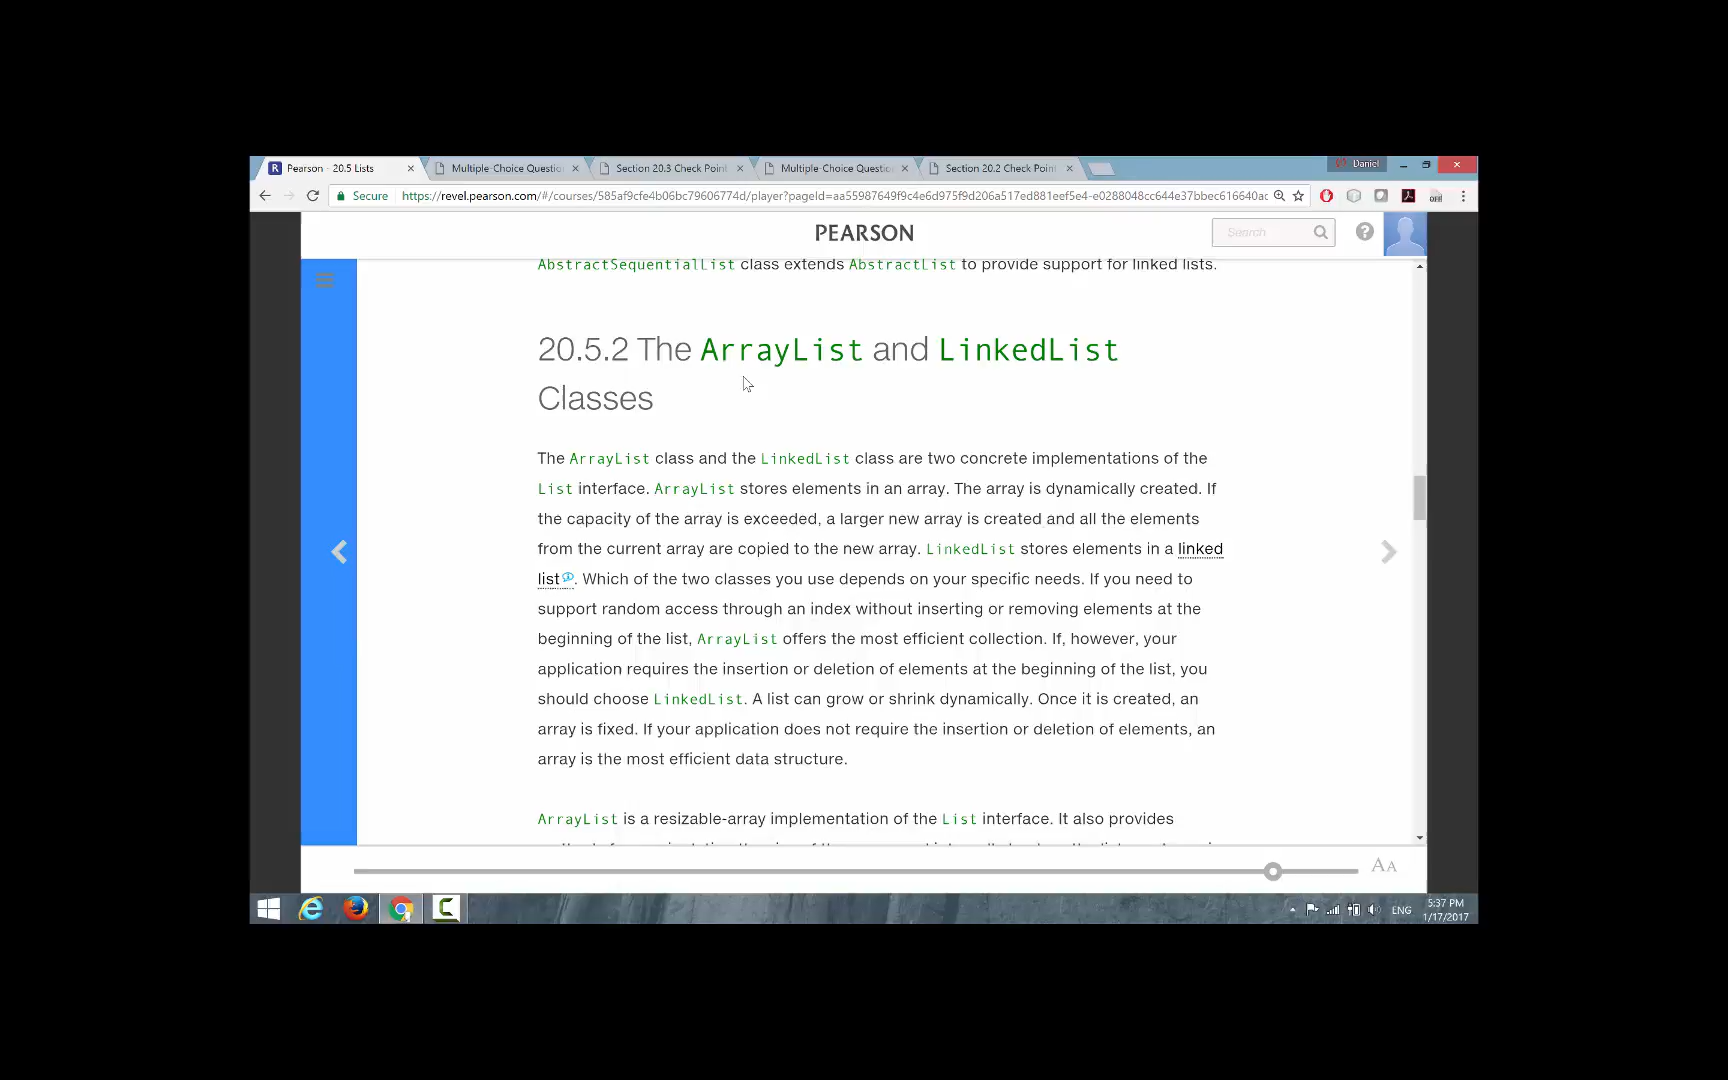 Pearson - 20.5 Lists
Multiple-Choice Questio
Section 20.3 Check Point
Multiple-Choice Questio
Section 20.2 Check Point
Daniel
Secure
https://revel.pearson.com/#/courses/585af9cfe4b06bc79606774d/player?pageId=aa55987649f9c4e6d975f9d206a517ed881eef5e4-e0288048cc644e37bbec616640ac
PEARSON
Search
AbstractSequentialList class extends AbstractList to provide support for linked lists.
20.5.2 The ArrayList and LinkedList
Classes
The ArrayList class and the LinkedList class are two concrete implementations of the
List interface. ArrayList stores elements in an array. The array is dynamically created. If
the capacity of the array is exceeded, a larger new array is created and all the elements
from the current array are copied to the new array. LinkedList stores elements in a linked
list. Which of the two classes you use depends on your specific needs. If you need to
support random access through an index without inserting or removing elements at the
beginning of the list, ArrayList offers the most efficient collection. If, however, your
application requires the insertion or deletion of elements at the beginning of the list, you
should choose LinkedList. A list can grow or shrink dynamically. Once it is created, an
array is fixed. If your application does not require the insertion or deletion of elements, an
array is the most efficient data structure.
ArrayList is a resizable-array implementation of the List interface. It also provides
AA
ENG
5:37 PM
1/17/2017